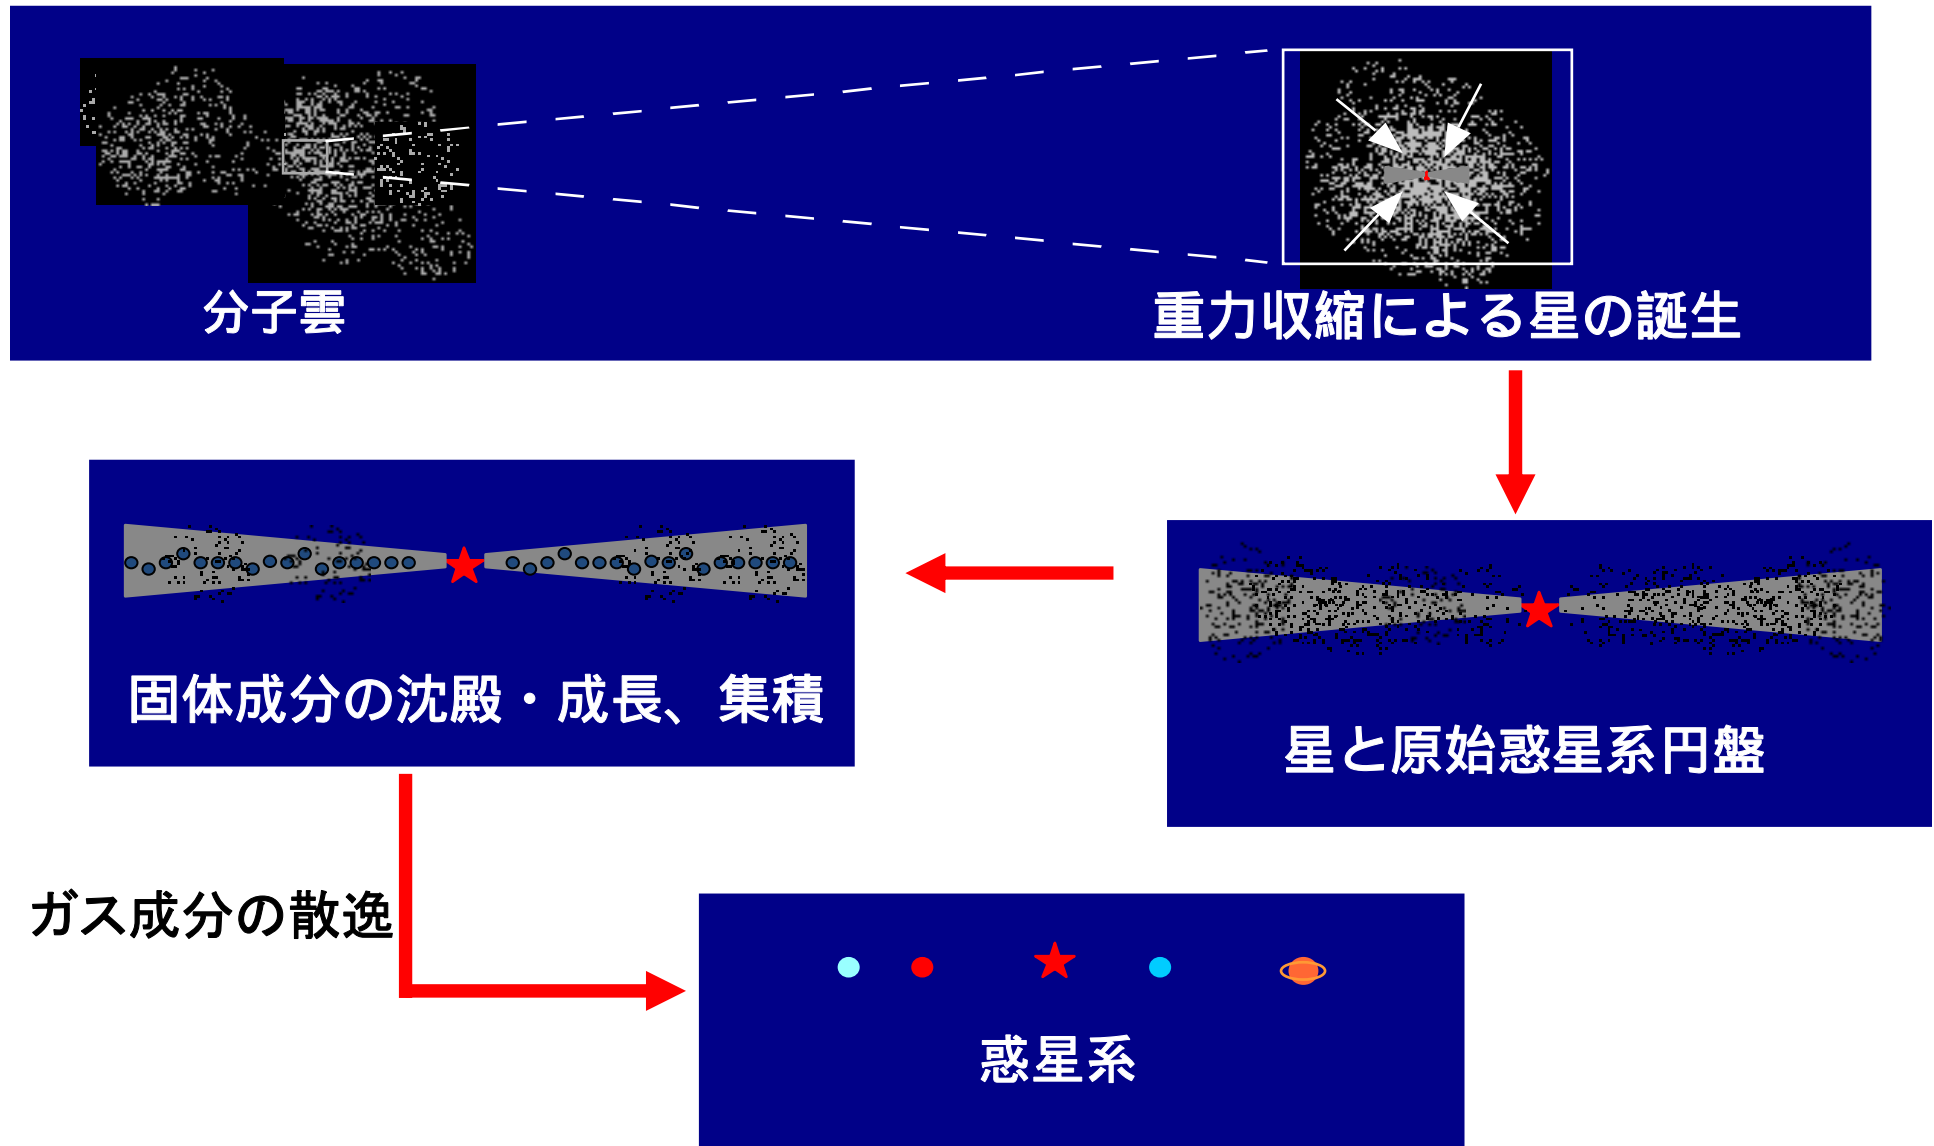 分子雲
重力収縮による星の誕生
星と原始惑星系円盤
固体成分の沈殿・成長、集積
ガス成分の散逸
惑星系